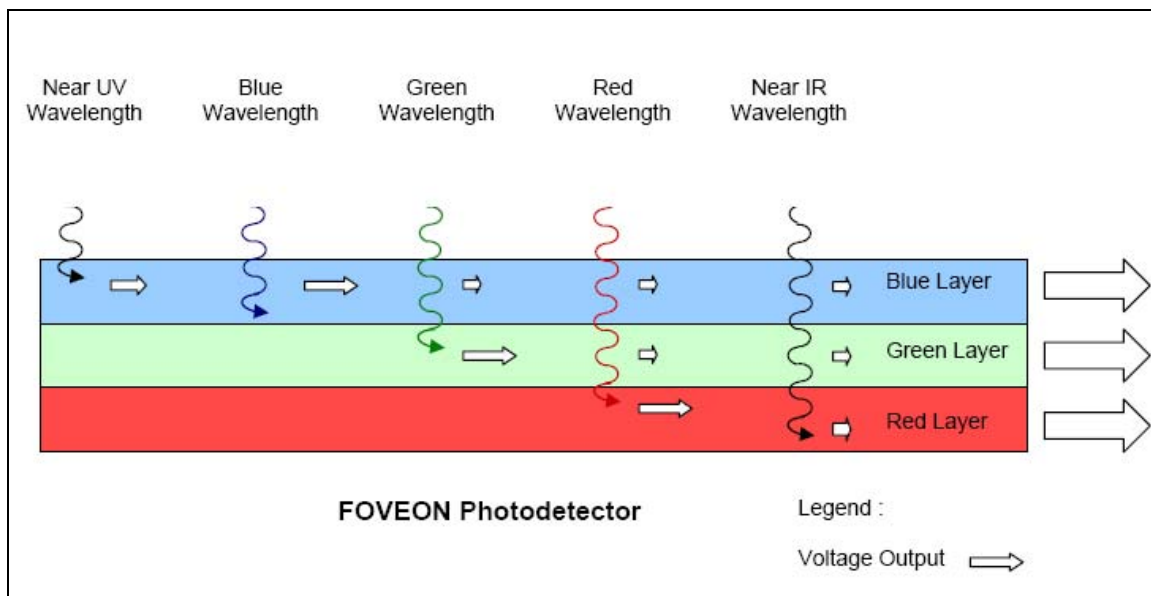 Near UV Wavelength
Blue Wavelength
Green Wavelength
Red Wavelength
Near IR Wavelength
Blue Layer
Green Layer
Red Layer
FOVEON Photodetector
Legend :
Voltage Output